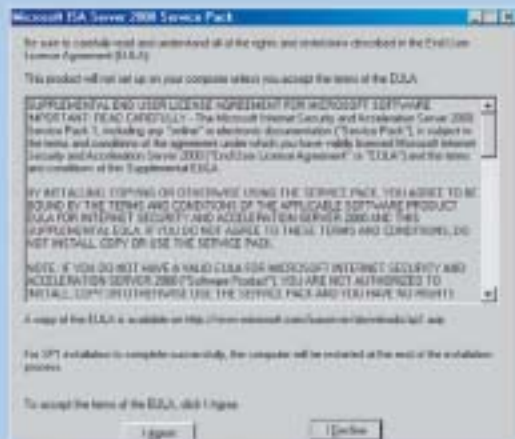 Microsoft ISA Server 2000 Service Pack
Be sure to carefully read and understand all of the rights and restrictions described in the End User
License Agreement (EULA).
This product will not set up on your computer unless you accept the terms of the EULA.
SUPPLEMENTAL END USER LICENSE AGREEMENT FOR MICROSOFT SOFTWARE
IMPORTANT: READ CAREFULLY - The Microsoft Internet Security and Acceleration Server 2000
Service Pack 1, including any "online" or electronic documentation ("Service Pack"), is subject to
the terms and conditions of the agreement under which you have validly licensed Microsoft Internet
Security and Acceleration Server 2000 ("End User License Agreement" or "EULA") and the terms
and conditions of this Supplemental EULA.
BY INSTALLING, COPYING OR OTHERWISE USING THE SERVICE PACK, YOU AGREE TO BE
BOUND BY THE TERMS AND CONDITIONS OF THE APPLICABLE SOFTWARE PRODUCT
EULA FOR INTERNET SECURITY AND ACCELERATION SERVER 2000 AND THIS
SUPPLEMENTAL EULA. IF YOU DO NOT AGREE TO THESE TERMS AND CONDITIONS, DO
NOT INSTALL, COPY OR USE THE SERVICE PACK.
NOTE: IF YOU DO NOT HAVE A VALID EULA FOR MICROSOFT INTERNET SECURITY AND
ACCELERATION SERVER 2000 ("Software Product"), YOU ARE NOT AUTHORIZED TO
INSTALL, COPY OR OTHERWISE USE THE SERVICE PACK AND YOU HAVE NO RIGHTS
A copy of the EULA is available on
For SP1 installation to complete successfully, the computer will be restarted at the end of the installation
process.
To accept the terms of the EULA, click I Agree.
I Agree
I Decline